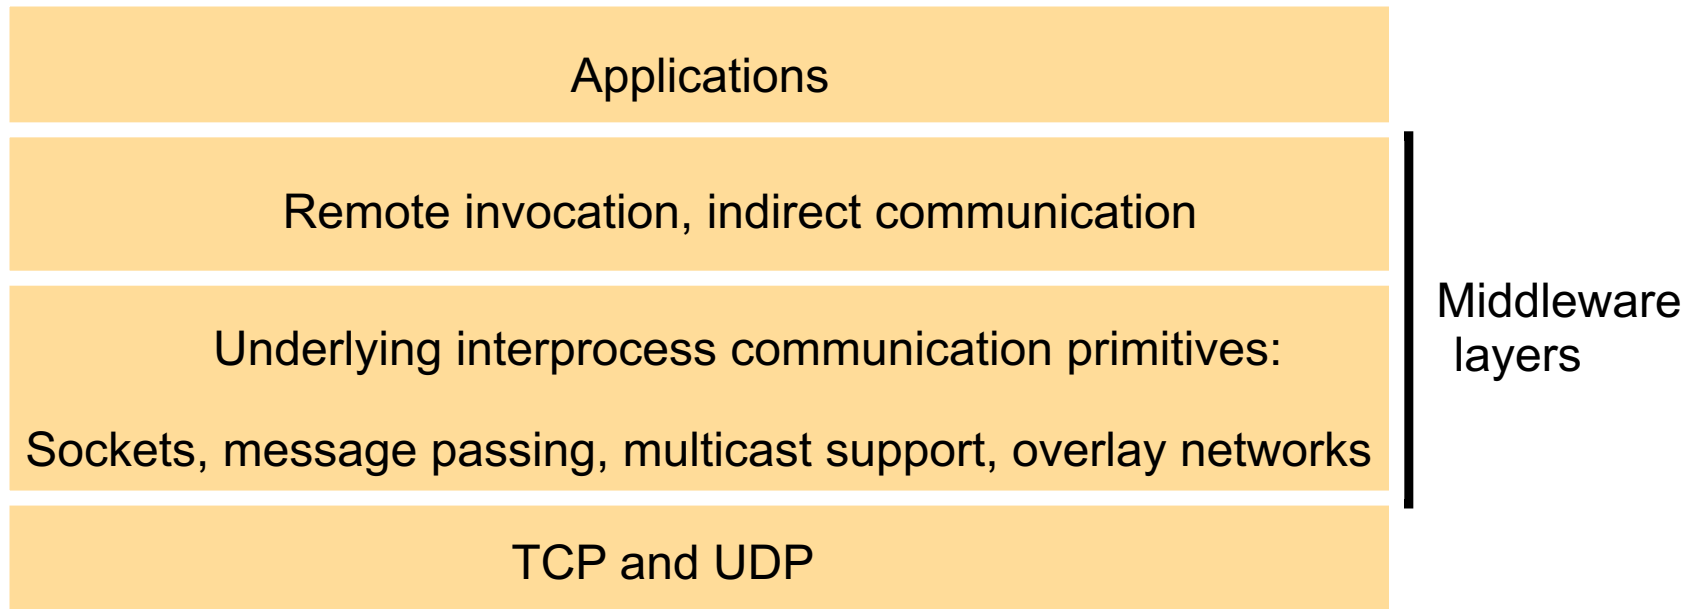 Applications
Remote invocation, indirect communication
Underlying interprocess communication primitives:
Sockets, message passing, multicast support, overlay networks
TCP and UDP
Middleware
layers